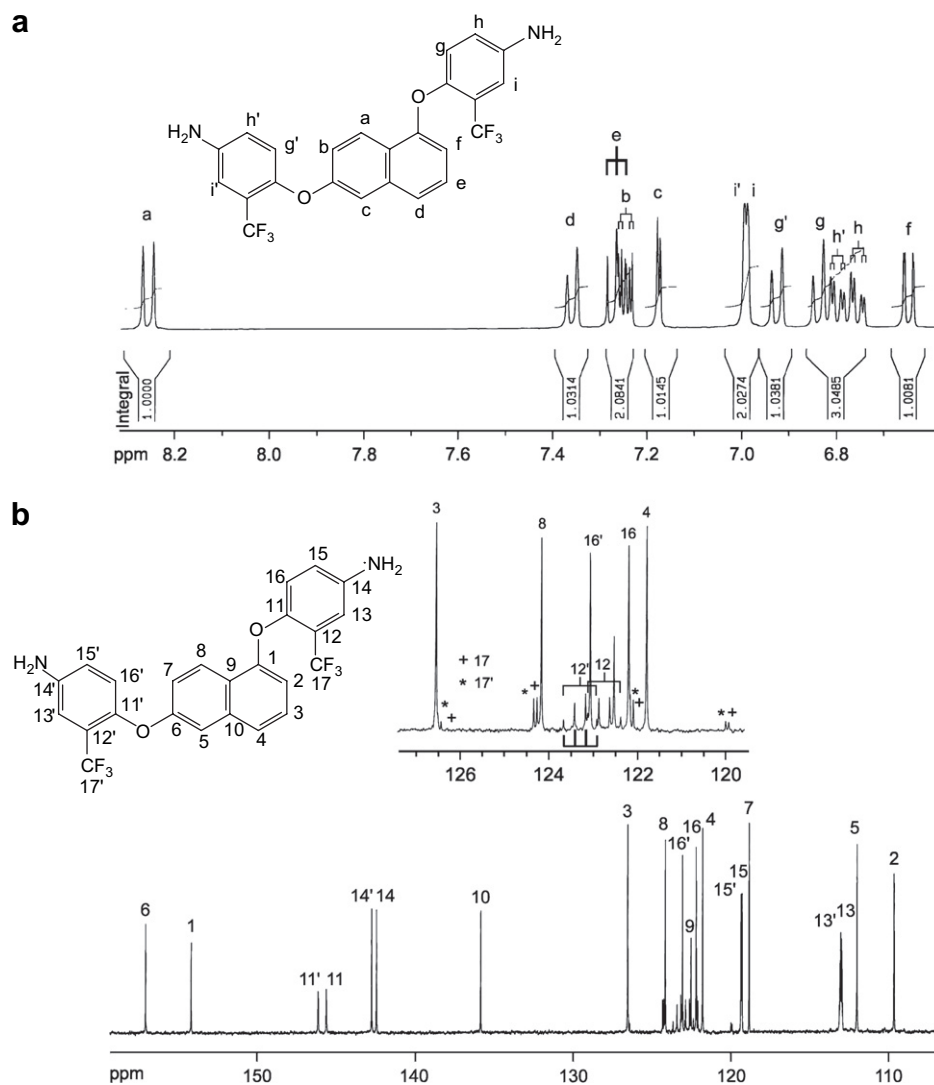 a
h
g
NH2
i
O
CF3
f
a
b
e
c
d
h'
g'
H2N
i'
O
CF3
a
d
e
b
c
i' i
g'
g
h'
h
f
Integral
1.0000
1.0314
2.0841
1.0145
2.0274
1.0381
3.0485
1.0081
ppm 8.2 8.0 7.8 7.6 7.4 7.2 7.0 6.8
b
15
16
NH2
14
11
13
12
O
CF3
17
8
9
1
7
2
3
10
4
5
6
15'
16'
H2N
14'
11'
13'
12'
O
CF3
17'
3
8
16'
16
4
+ 17
* 17'
12' 12
* +
* +
* +
* +
126 124 122 120
6
1
11' 11
14' 14
10
3
8
16'
9
16
4
15'
15
7
13' 13
5
2
ppm 150 140 130 120 110